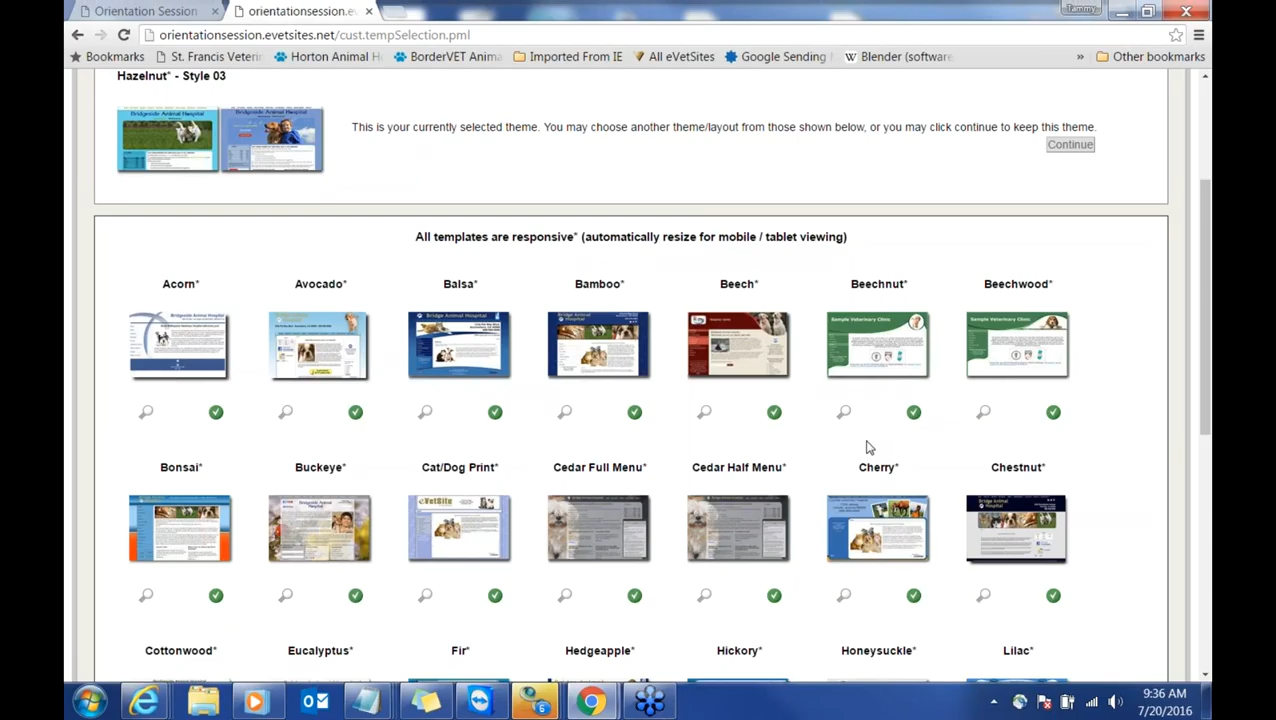 Orientation Session
orientationsession.ev
Tammy
orientationsession.evetsites.net/cust.tempSelection.pml
Bookmarks
St. Francis Veterin
Horton Animal H
BorderVET Anima
Imported From IE
All eVetSites
Google Sending
Blender (software
»
Other bookmarks
Hazelnut* - Style 03
This is your currently selected theme. You may choose another theme/layout from those shown below, or you may click continue to keep this theme.
Continue
All templates are responsive* (automatically resize for mobile / tablet viewing)
Acorn* Avocado* Balsa* Bamboo* Beech* Beechnut* Beechwood*
Bonsai* Buckeye* Cat/Dog Print* Cedar Full Menu* Cedar Half Menu* Cherry* Chestnut*
Cottonwood* Eucalyptus* Fir* Hedgeapple* Hickory* Honeysuckle* Lilac*
9:36 AM
7/20/2016